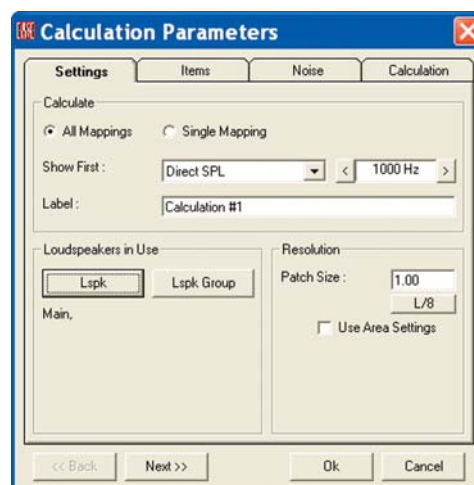 EASE Calculation Parameters
Settings Items Noise Calculation
Calculate
All Mappings Single Mapping
Show First : Direct SPL < 1000 Hz >
Label : Calculation #1
Loudspeakers in Use Resolution
Lspk Lspk Group Patch Size : 1.00
L/8
Main, Use Area Settings
<< Back Next >> Ok Cancel